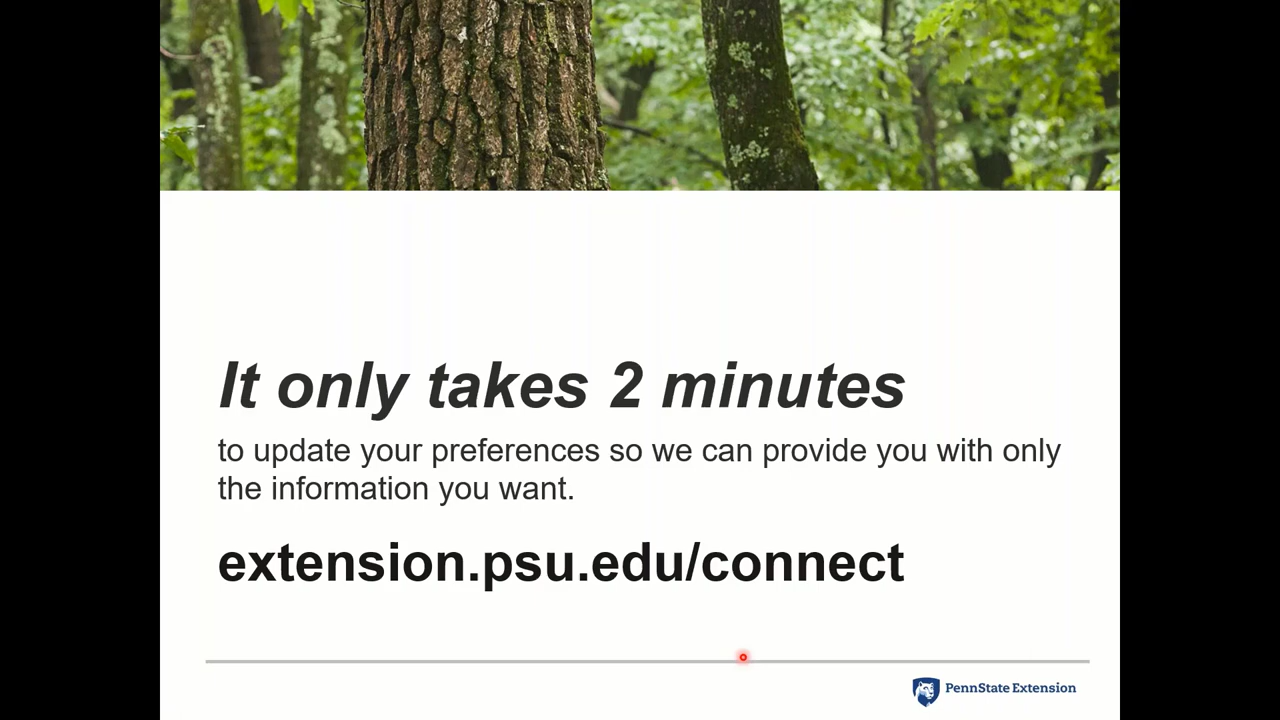 It only takes 2 minutes
to update your preferences so we can provide you with only
the information you want.
extension.psu.edu/connect
PennState Extension